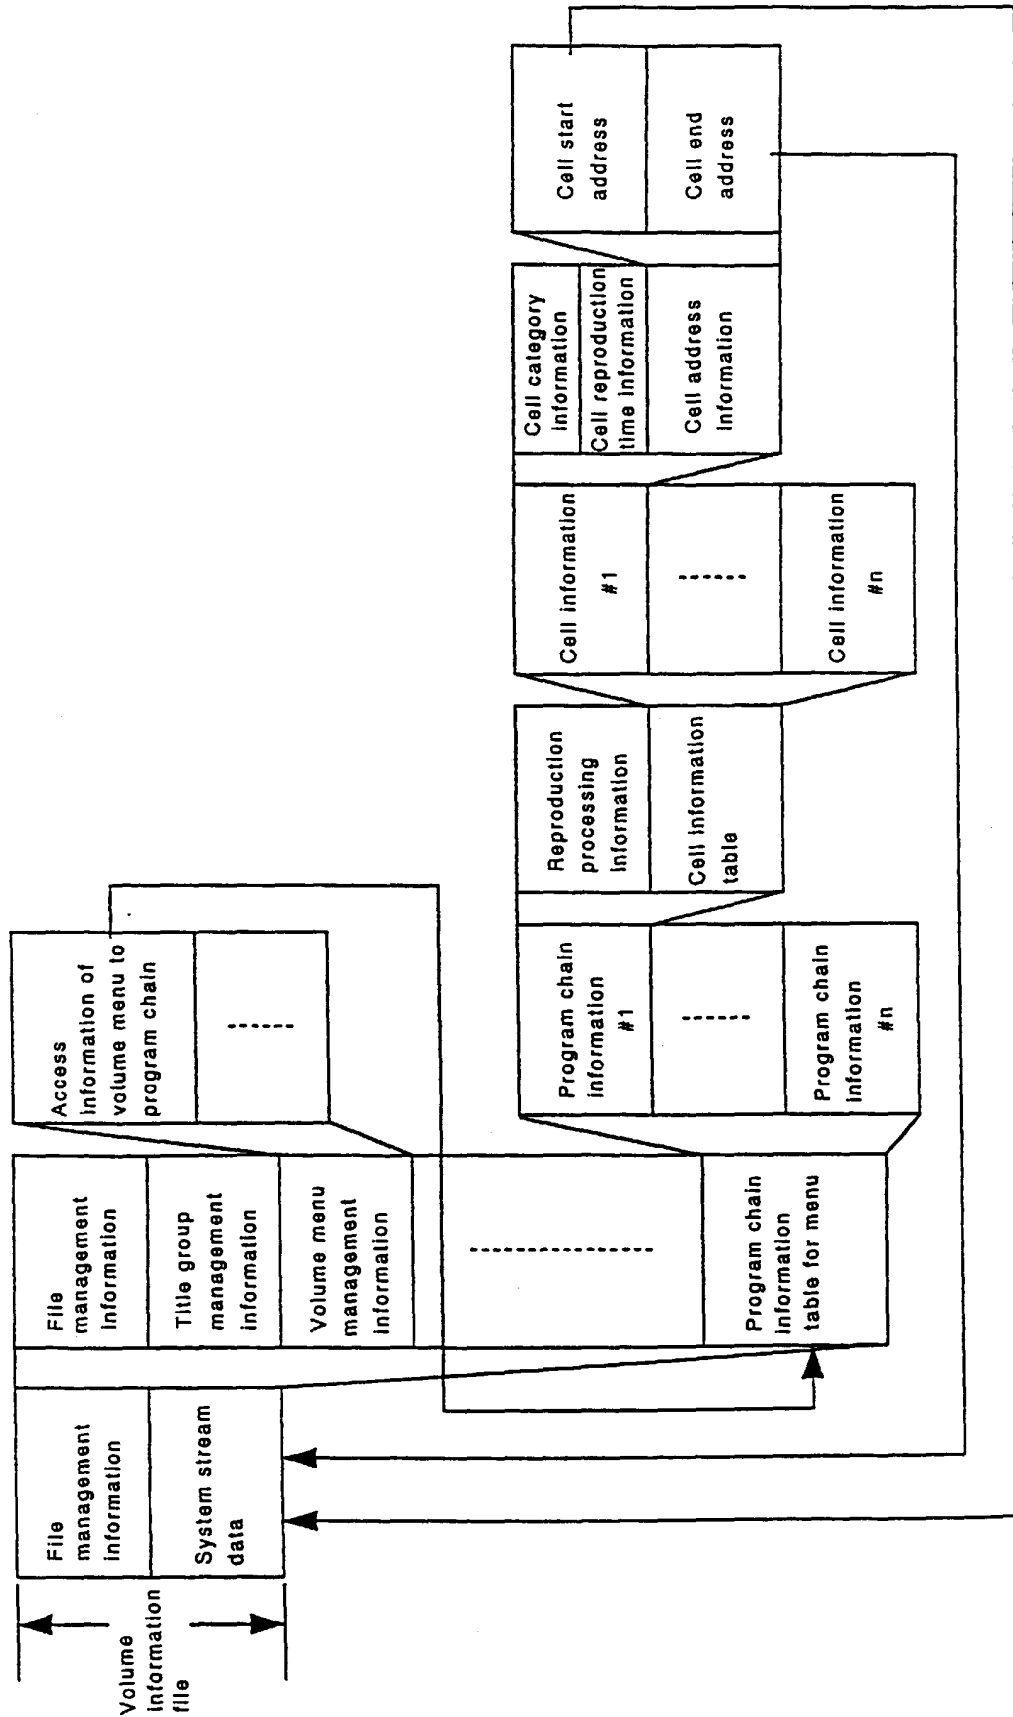 Volume
information
file
File
management
information
System stream
data
File
management
information
Title group
management
information
Volume menu
management
information
Program chain
information
table for menu
Access
information of
volume menu to
program chain
Program chain
information
#1
Program chain
information
#n
Reproduction
processing
information
Cell information
table
Cell information
#1
Cell information
#n
Cell category
information
Cell reproduction
time information
Cell address
information
Cell start
address
Cell end
address